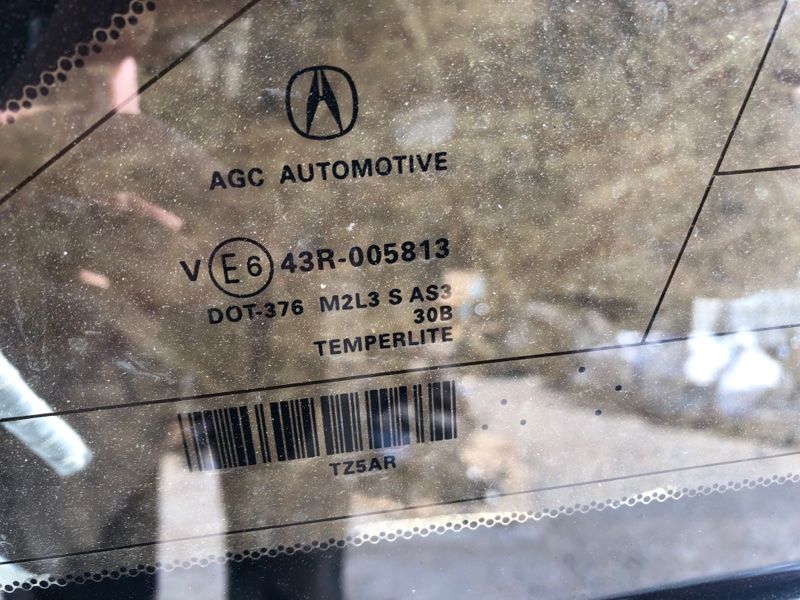 AGC AUTOMOTIVE
V E6 43R-005813
DOT-376 M2L3 S AS3
30B
TEMPERLITE
TZ5AR